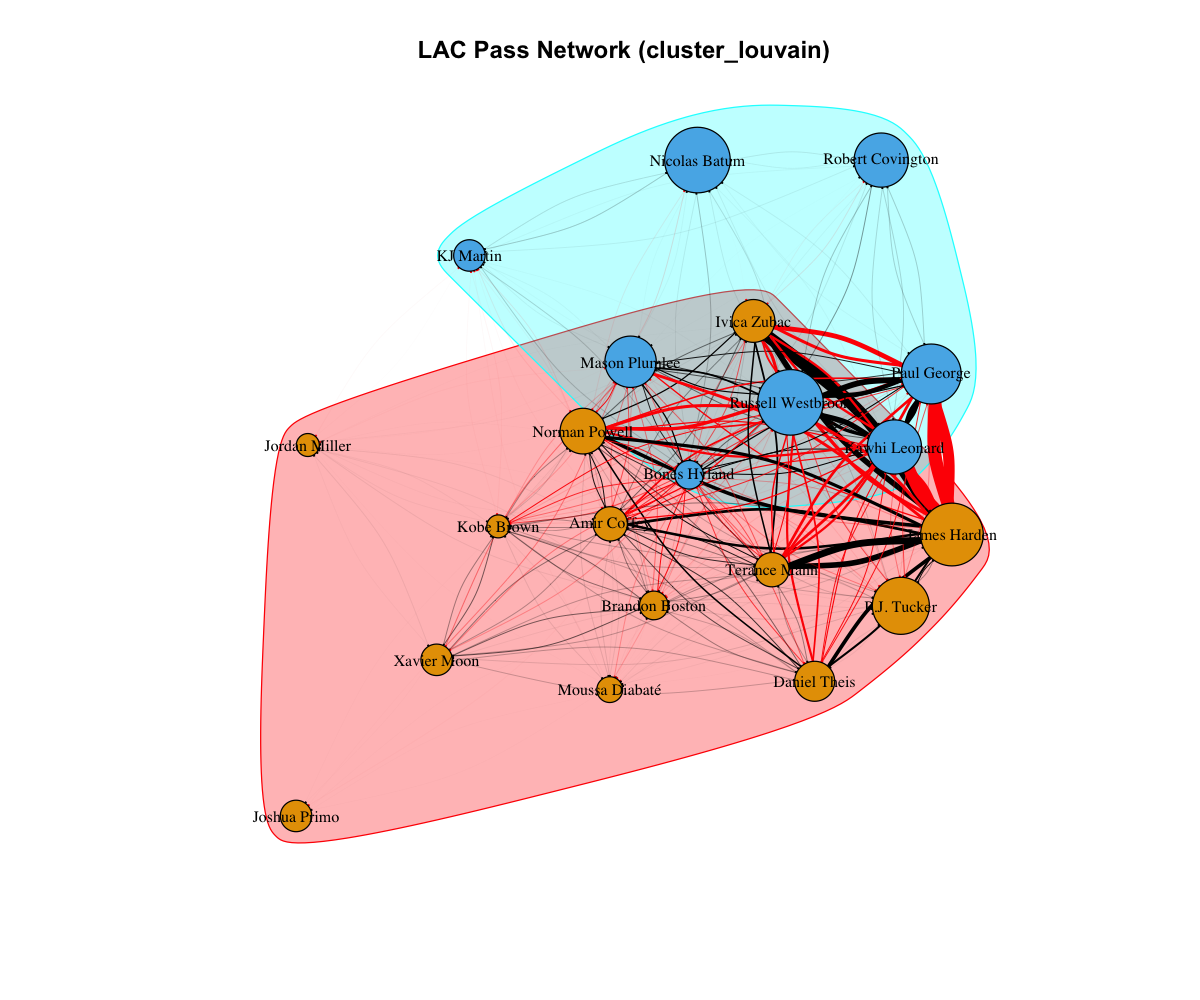 LAC Pass Network (cluster_louvain)
Nicolas Batum
Robert Covington
KJ Martin
Ivica Zubac
Mason Plumlee
Paul George
Russell Westbrook
Norman Powell
Jordan Miller
Kawhi Leonard
Bones Hyland
Kobe Brown
Amir Coffey
James Harden
Terance Mann
Brandon Boston
P.J. Tucker
Xavier Moon
Moussa Diabaté
Daniel Theis
Joshua Primo